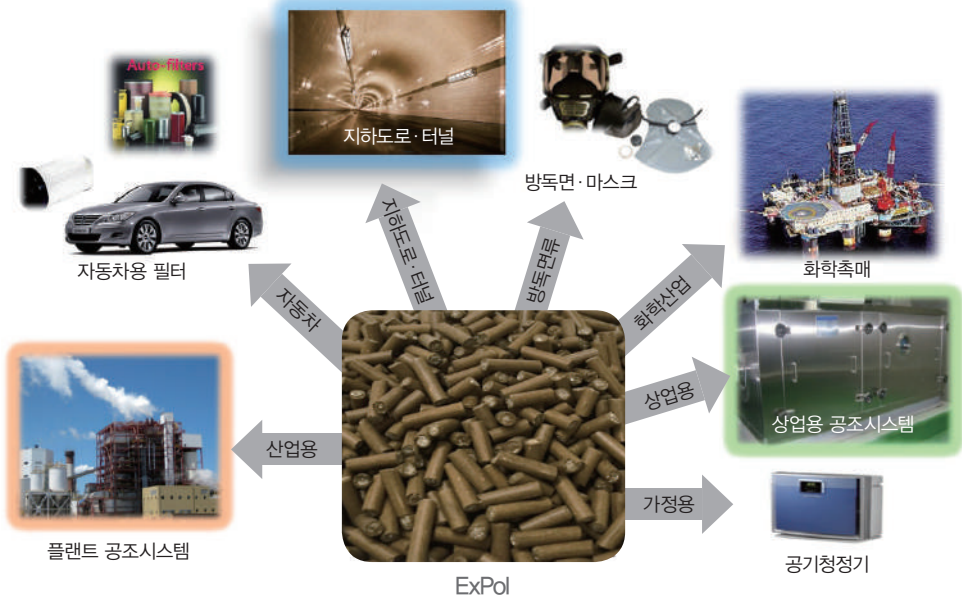 Auto-filters
지하도로·터널
방독면·마스크
자동차용 필터
화학촉매
지하도로·터널
방독면류
자동차
화학산업
상업용
상업용 공조시스템
산업용
가정용
플랜트 공조시스템
공기청정기
ExPol